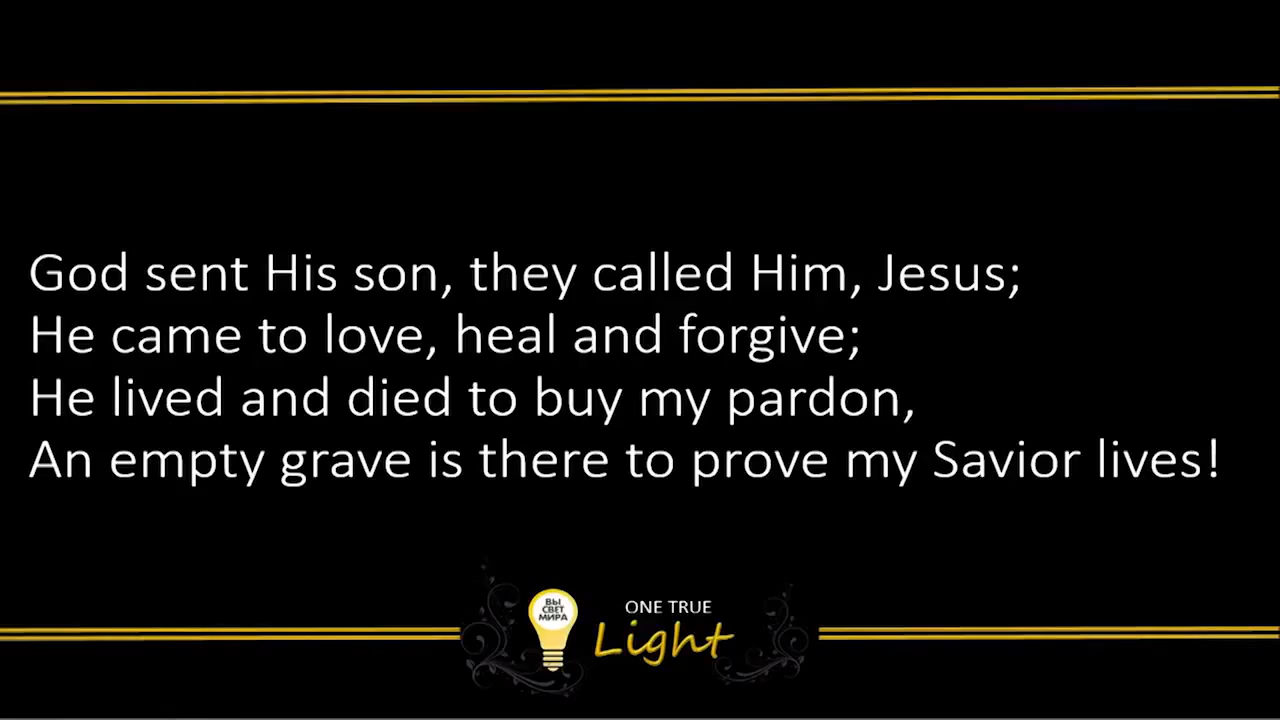 God sent His son, they called Him, Jesus;
He came to love, heal and forgive;
He lived and died to buy my pardon,
An empty grave is there to prove my Savior lives!
ВЫ
СВЕТ
МИРА
ONE TRUE
Light